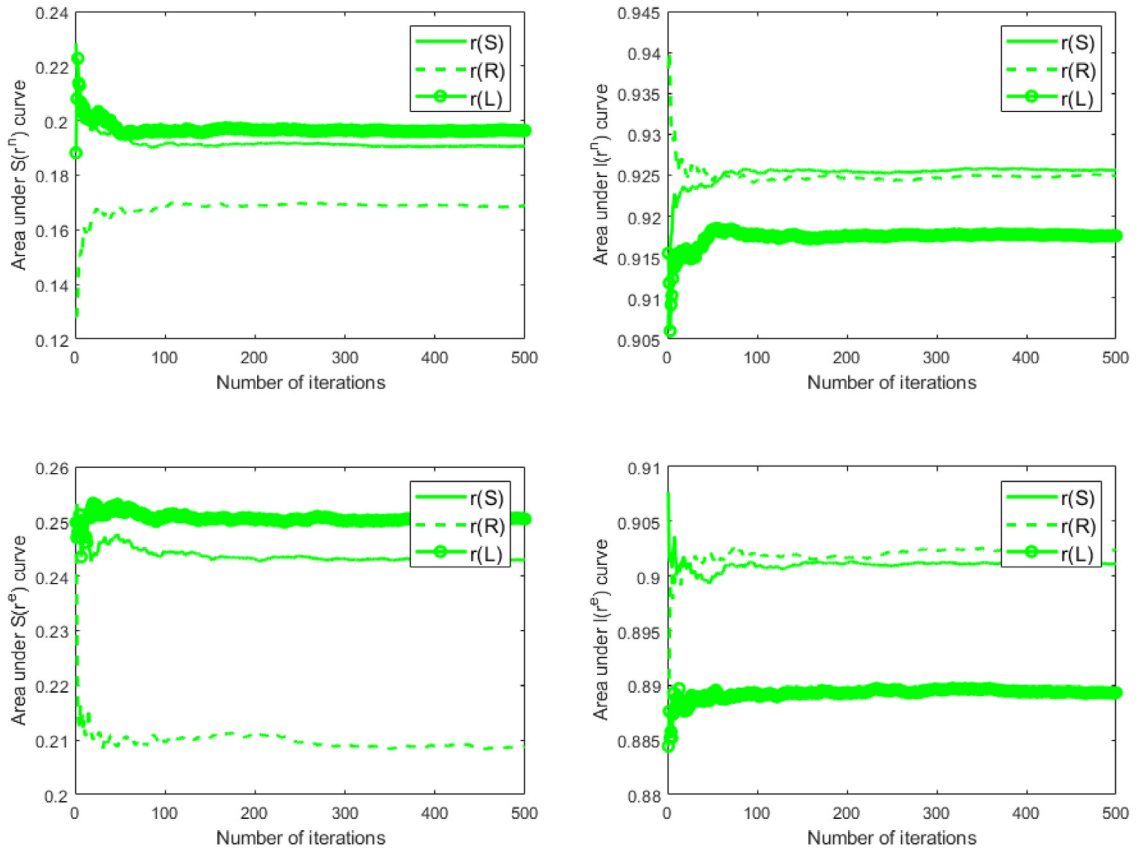 0.24
0.22
0.2
0.18
0.16
0.14
0.12
Area under S(r^n) curve
r(S)
r(R)
r(L)
0 100 200 300 400 500
Number of iterctions
0.945
0.94
0.935
0.93
0.925
0.92
0.915
0.91
0.905
Area under I(r^n) curve
r(S)
r(R)
r(L)
0 100 200 300 400 500
Number of iterctions
0.26
0.25
0.24
0.23
0.22
0.21
0.2
Area under S(r^e) curve
r(S)
r(R)
r(L)
0 100 200 300 400 500
Number of iterctions
0.91
0.905
0.9
0.895
0.89
0.885
0.88
Area under I(r^e) curve
r(S)
r(R)
r(L)
0 100 200 300 400 500
Number of iterctions